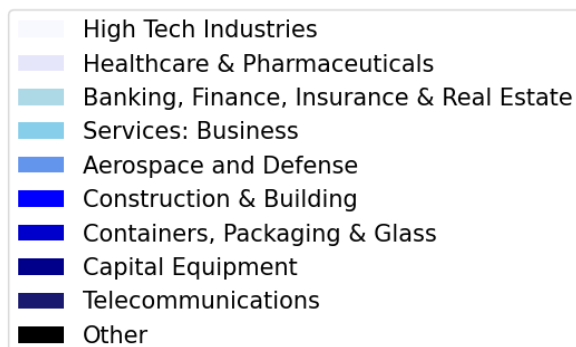 High Tech Industries
Healthcare & Pharmaceuticals
Banking, Finance, Insurance & Real Estate
Services: Business
Aerospace and Defense
Construction & Building
Containers, Packaging & Glass
Capital Equipment
Telecommunications
Other